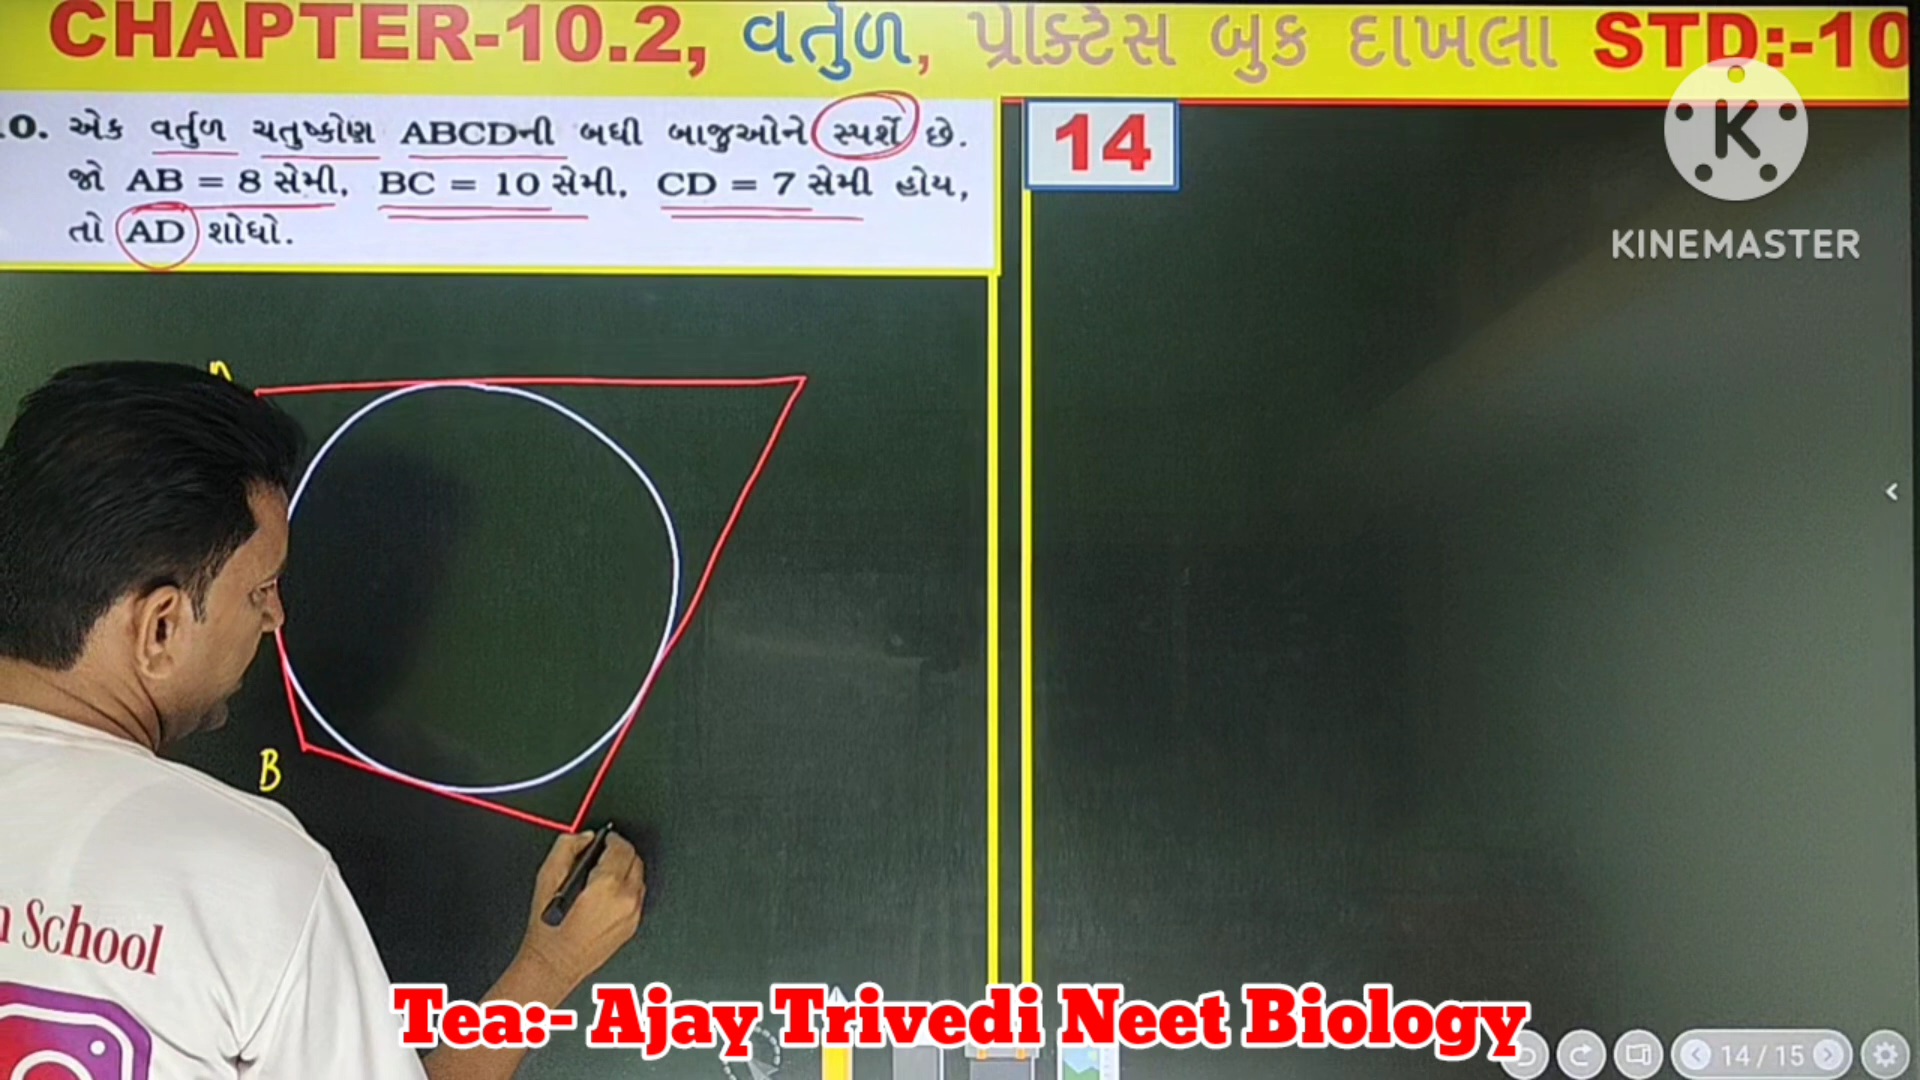 CHAPTER-10.2, વર્તુળ, પ્રેક્ટિસ બુક દાખલા STD:-10
0. એક વર્તુળ ચતુષ્કોણ ABCDની બધી બાજુઓને સ્પર્શે છે.
જો AB = 8 સેમી, BC = 10 સેમી, CD = 7 સેમી હોય,
તો AD શોધો.
14
K
KINEMASTER
B
School
Tea:- Ajay Trivedi Neet Biology
14 / 15